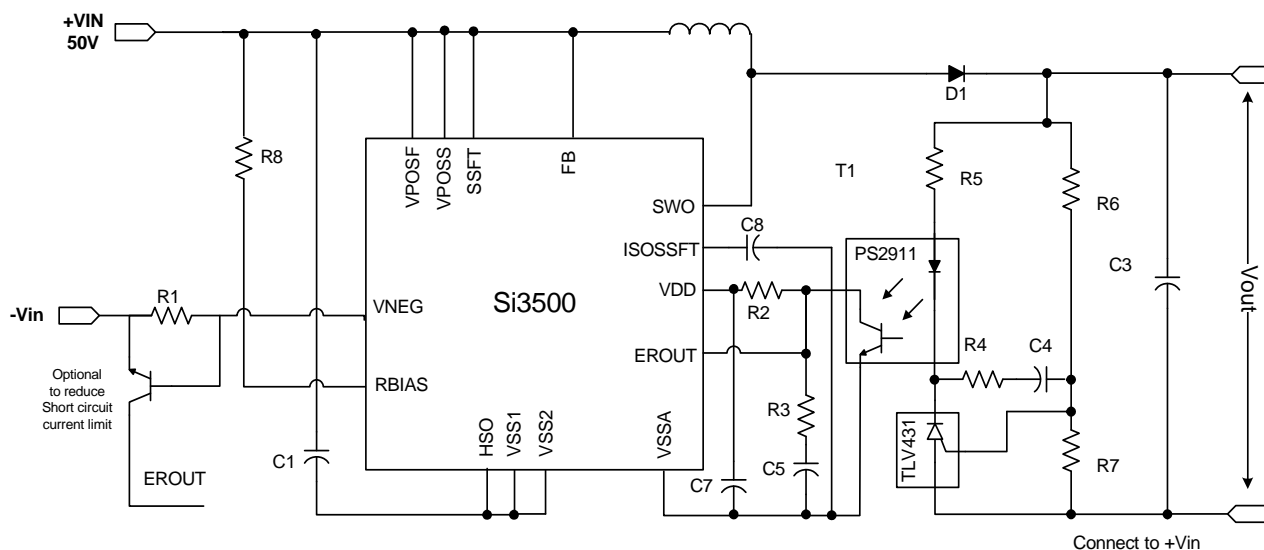 +VIN
50V
D1
R8
VPOSF
VPOSS
SSFT
FB
T1
R5
R6
SWO
C8
ISOSSFT
PS2911
C3
Vout
R1
-Vin
VNEG
Si3500
VDD
R2
EROUT
R4
C4
Optional
to reduce
Short circuit
current limit
RBIAS
R3
HSO
VSS1
VSS2
VSSA
TLV431
R7
C1
C7
C5
EROUT
Connect to +Vin